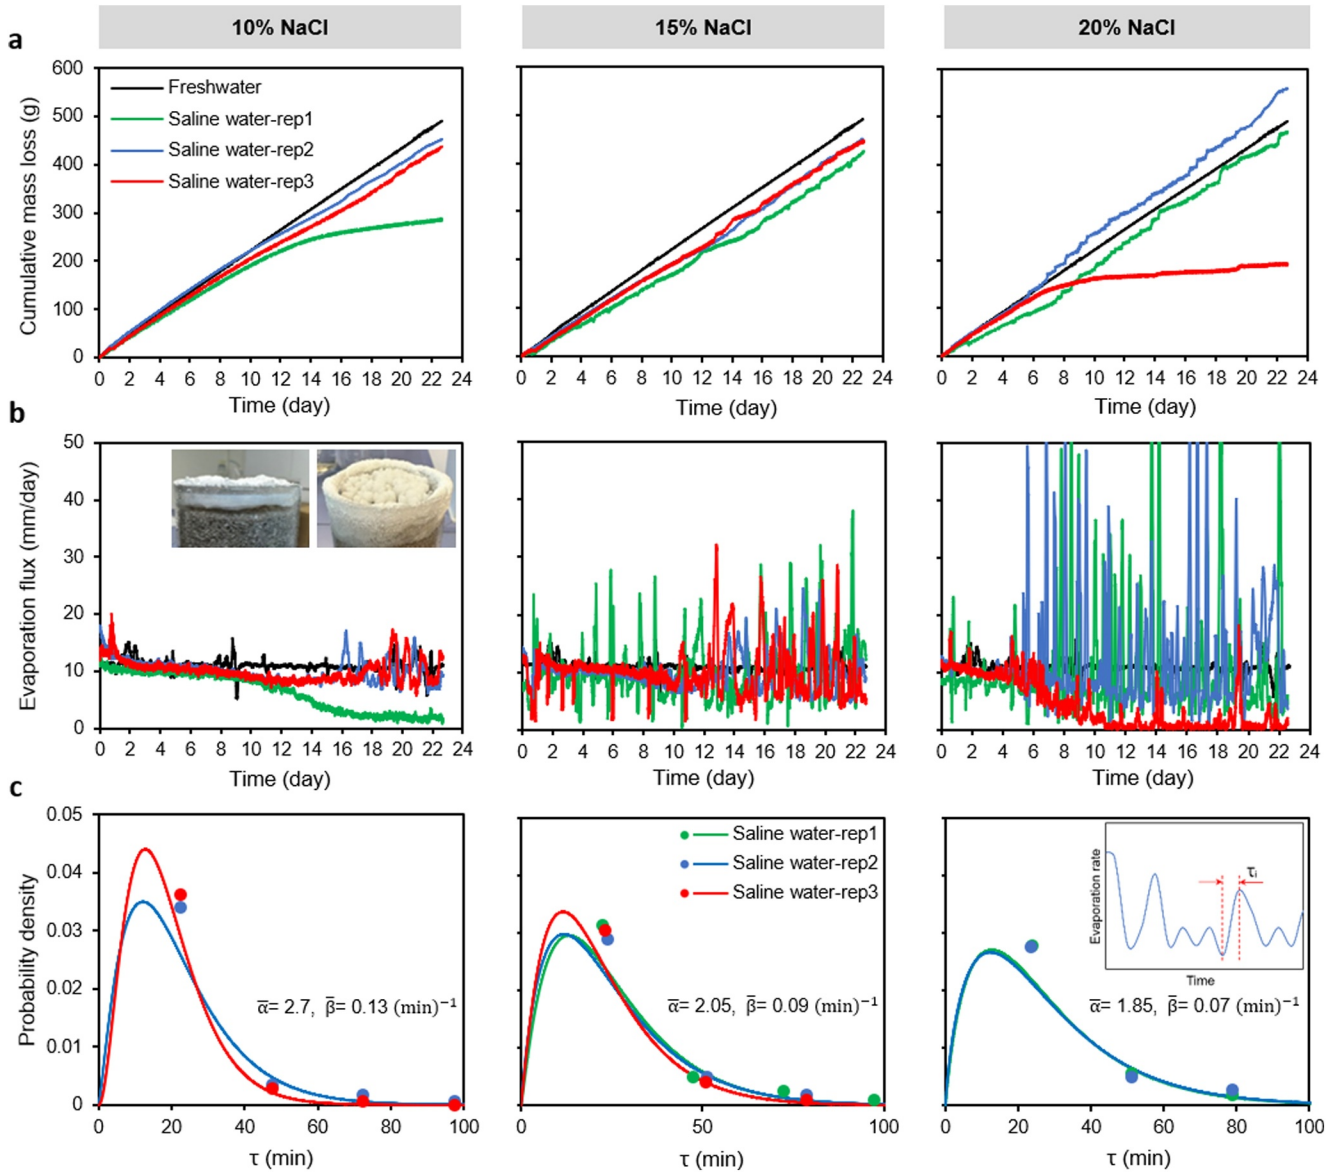 10% NaCl
15% NaCl
20% NaCl
a
600
500
400
300
200
100
0
Cumulative mass loss (g)
Freshwater
Saline water-rep1
Saline water-rep2
Saline water-rep3
0 2 4 6 8 10 12 14 16 18 20 22 24
Time (day)
0 2 4 6 8 10 12 14 16 18 20 22 24
Time (day)
0 2 4 6 8 10 12 14 16 18 20 22 24
Time (day)
b
50
40
30
20
10
0
Evaporation flux (mm/day)
0 2 4 6 8 10 12 14 16 18 20 22 24
Time (day)
0 2 4 6 8 10 12 14 16 18 20 22 24
Time (day)
0 2 4 6 8 10 12 14 16 18 20 22 24
Time (day)
c
0.05
0.04
0.03
0.02
0.01
0
Probability density
α̅= 2.7, β̅= 0.13 (min)⁻¹
0 20 40 60 80 100
τ (min)
Saline water-rep1
Saline water-rep2
Saline water-rep3
α̅= 2.05, β̅= 0.09 (min)⁻¹
0 50 100
τ (min)
Evaporation rate
τᵢ
Time
α̅= 1.85, β̅= 0.07 (min)⁻¹
0 20 40 60 80 100
τ (min)